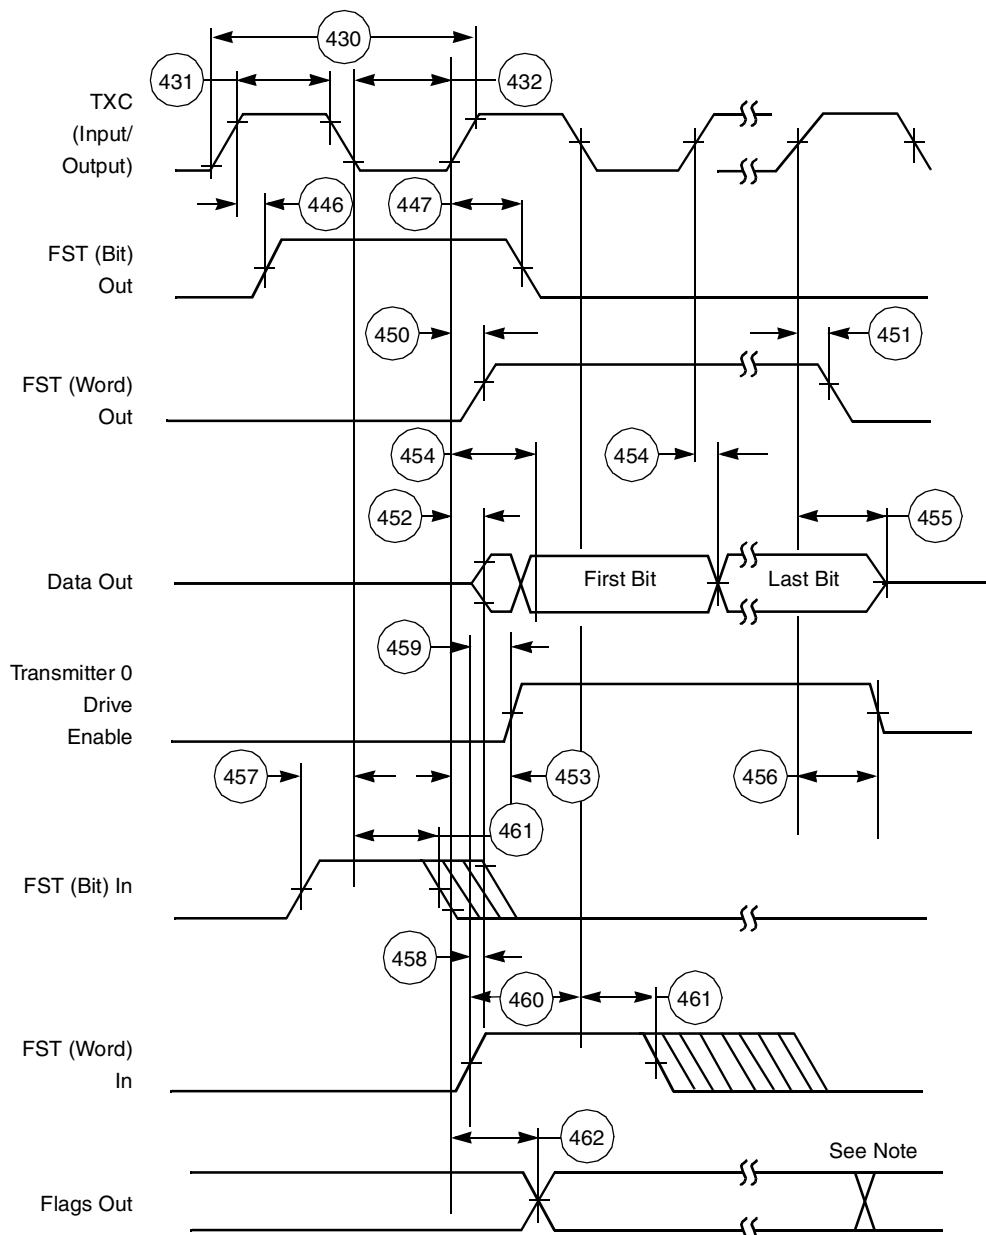 430
431
432
TXC
(Input/
Output)
446
447
FST (Bit)
Out
450
451
FST (Word)
Out
454
454
452
455
Data Out
First Bit
Last Bit
459
Transmitter 0
Drive
Enable
457
453
456
461
FST (Bit) In
458
460
461
FST (Word)
In
462
See Note
Flags Out